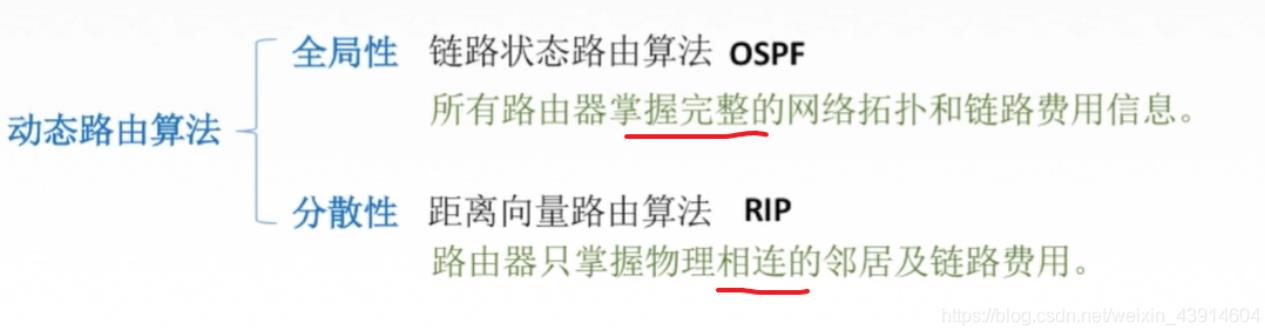 全局性 链路状态路由算法 OSPF
所有路由器掌握完整的网络拓扑和链路费用信息。
动态路由算法
分散性 距离向量路由算法 RIP
路由器只掌握物理相连的邻居及链路费用。
https://blog.csdn.net/weixin_43914604